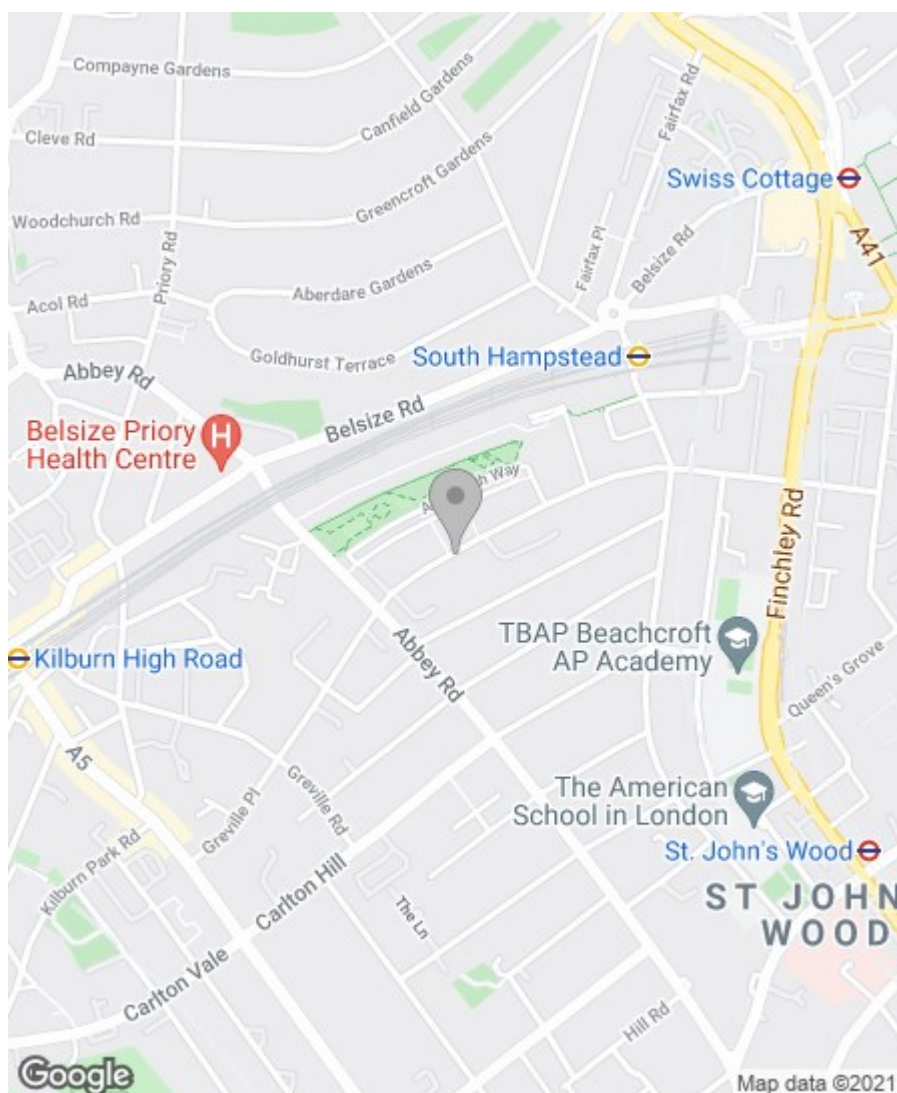 Compayne Gardens
Canfield Gardens
Fairfax Rd
Cleve Rd
Swiss Cottage
Greencroft Gardens
Woodchurch Rd
Priory Rd
Fairfax Pl
Belsize Rd
A41
Aberdare Gardens
Acol Rd
Goldhurst Terrace
South Hampstead
Abbey Rd
Belsize Rd
Belsize Priory
Health Centre
Way
Finchley Rd
TBAP Beachcroft
AP Academy
Kilburn High Road
Abbey Rd
Queen's Grove
A5
Greville Pl
Greville Rd
The American
School in London
St. John's Wood
Kilburn Park Rd
Carlton Hill
The Ln
ST JOHN
WOOD
Carlton Vale
Hill Rd
Google
Map data ©2021